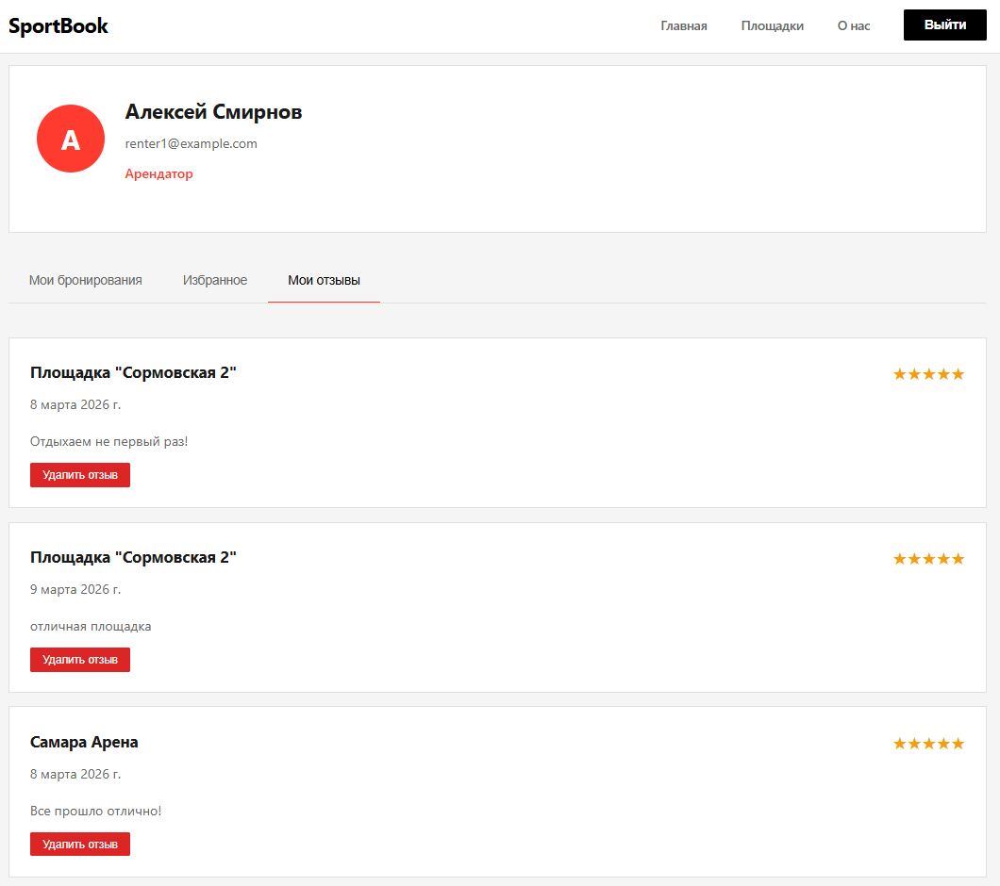 SportBook
Главная Площадки О нас Выйти
А
Алексей Смирнов
renter1@example.com
Арендатор
Мои бронирования Избранное Мои отзывы
Площадка "Сормовская 2" ★★★★★
8 марта 2026 г.
Отдыхаем не первый раз!
Удалить отзыв
Площадка "Сормовская 2" ★★★★★
9 марта 2026 г.
отличная площадка
Удалить отзыв
Самара Арена ★★★★★
8 марта 2026 г.
Все прошло отлично!
Удалить отзыв